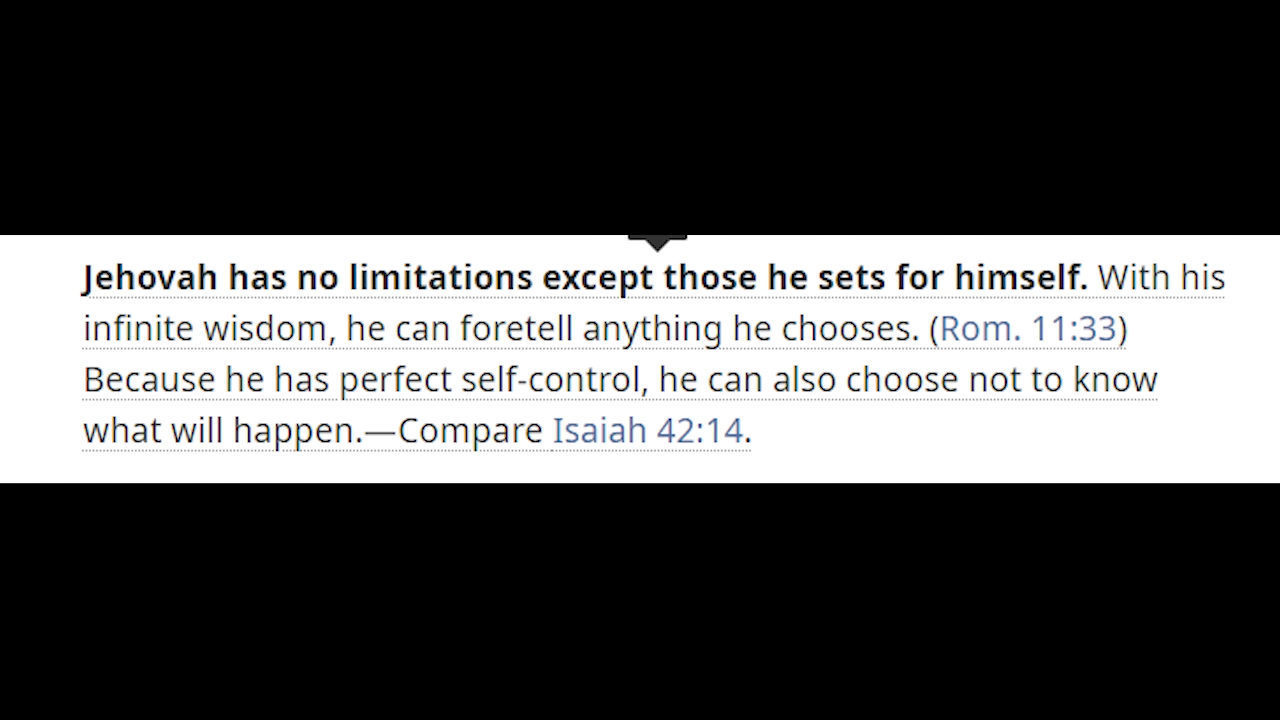 Jehovah has no limitations except those he sets for himself. With his
infinite wisdom, he can foretell anything he chooses. (Rom. 11:33)
Because he has perfect self-control, he can also choose not to know
what will happen.—Compare Isaiah 42:14.